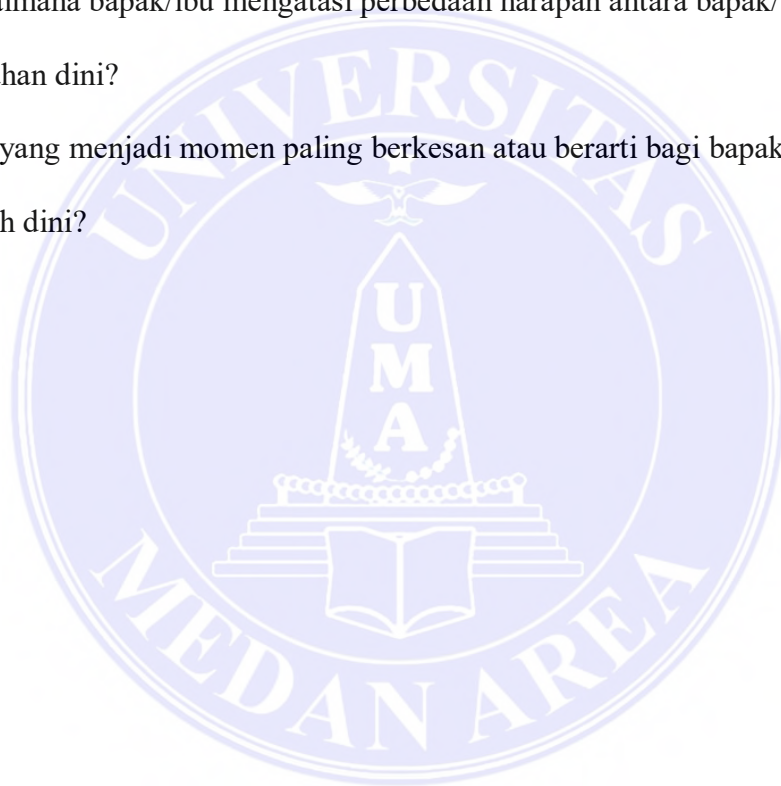 bapak/ibu mengatasi perbedaan harapan antara bapak/
han dini?
yang menjadi momen paling berkesan atau berarti bagi bapak
h dini?
UNIVERSITAS
U
M
A
MEDAN AREA